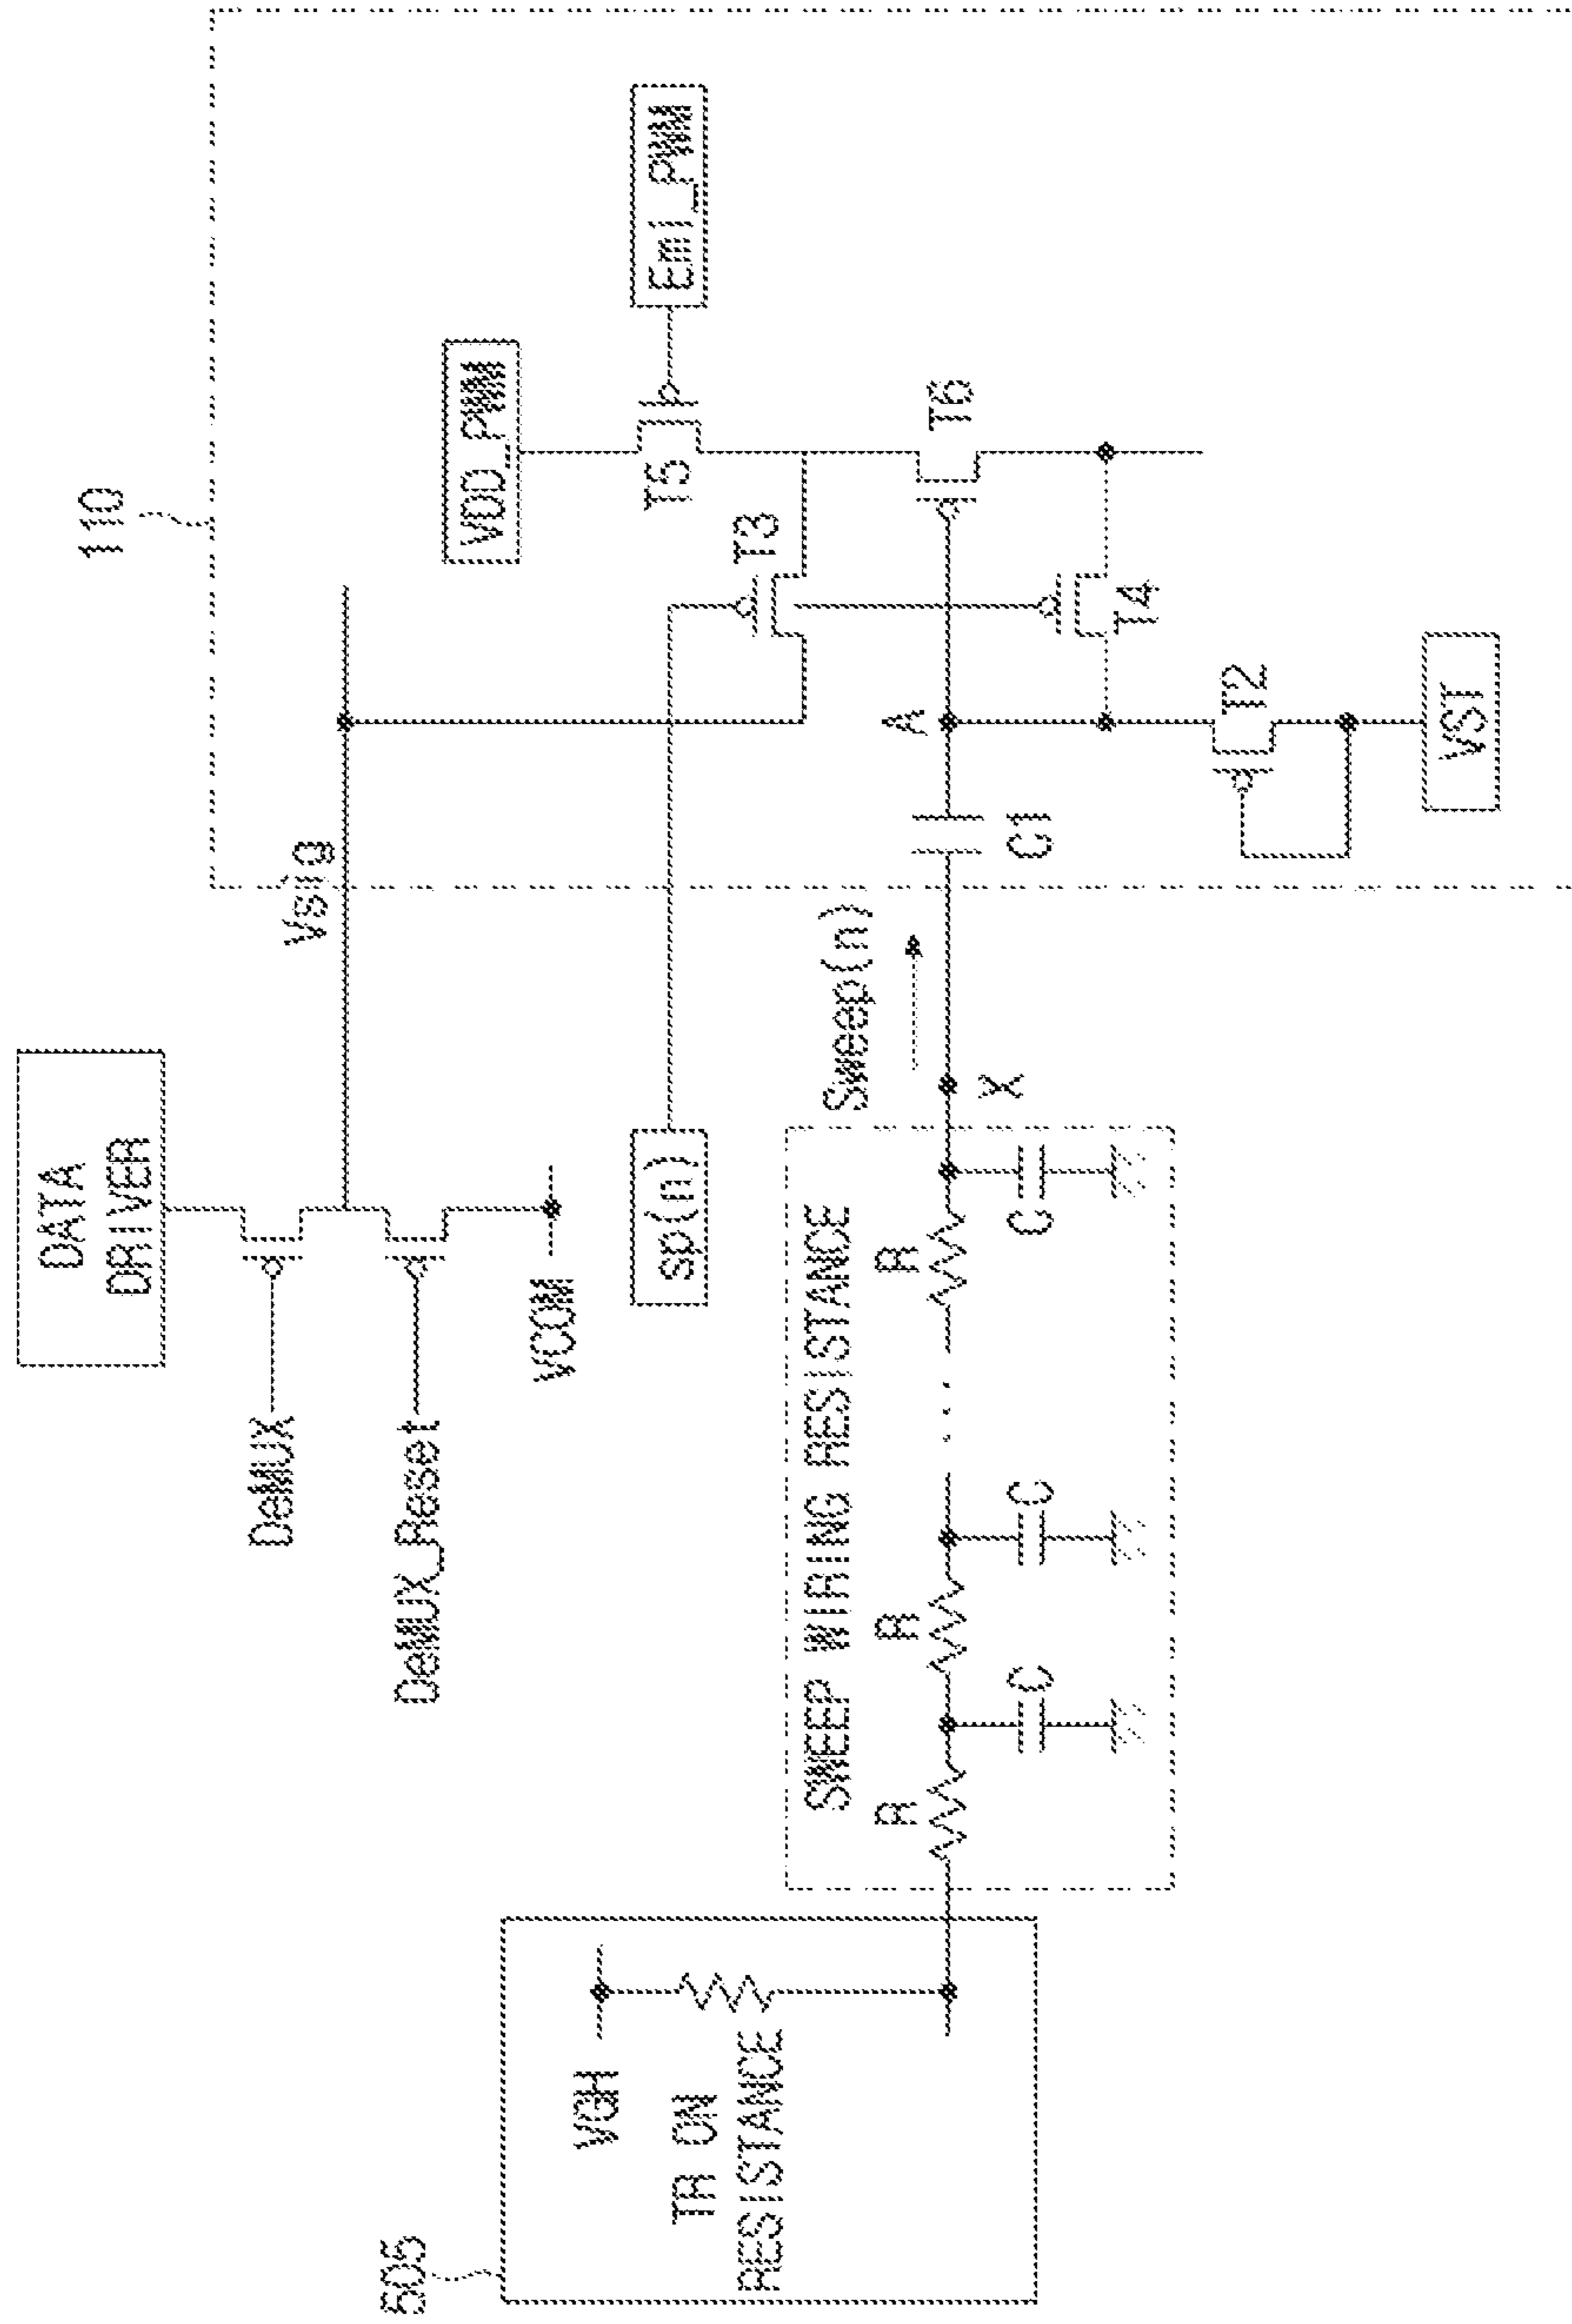 110
DATA
DRIVER
Vsig
DeMUX
DeMUX_Reset
VCOM
VDD_PWM
Emi_PWM
T5
T3
sp(n)
T6
A
T4
C1
T2
VST
Sweep(n)
X
SWEEP WIRING RESISTANCE
R
R
R
C
C
C
505
VGH
TR ON
RESISTANCE